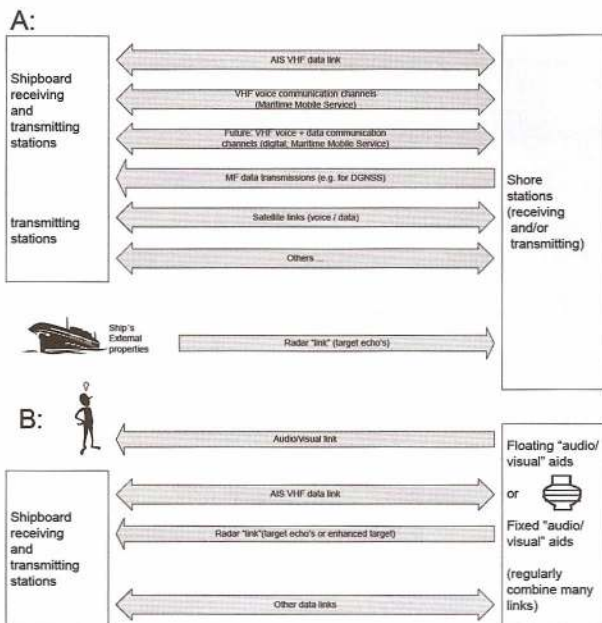 A:
AIS VHF data link
Shipboard
receiving
and
transmitting
stations
VHF voice communication channels
(Maritime Mobile Service)
Future: VHF voice + data communication
channels (digital; Maritime Mobile Service)
MF data transmissions (e.g. for DGNSS)
Shore
stations
(receiving
and/or
transmitting)
transmitting
stations
Satellite links (voice / data)
Others ...
Ship's
External
properties
Radar "link" (target echo's)
B:
Audio/visual link
Floating "audio/
visual" aids
or
Fixed "audio/
visual" aids
(regularly
combine many
links)
AIS VHF data link
Shipboard
receiving
and
transmitting
stations
Radar "link"(target echo's or enhanced target)
Other data links